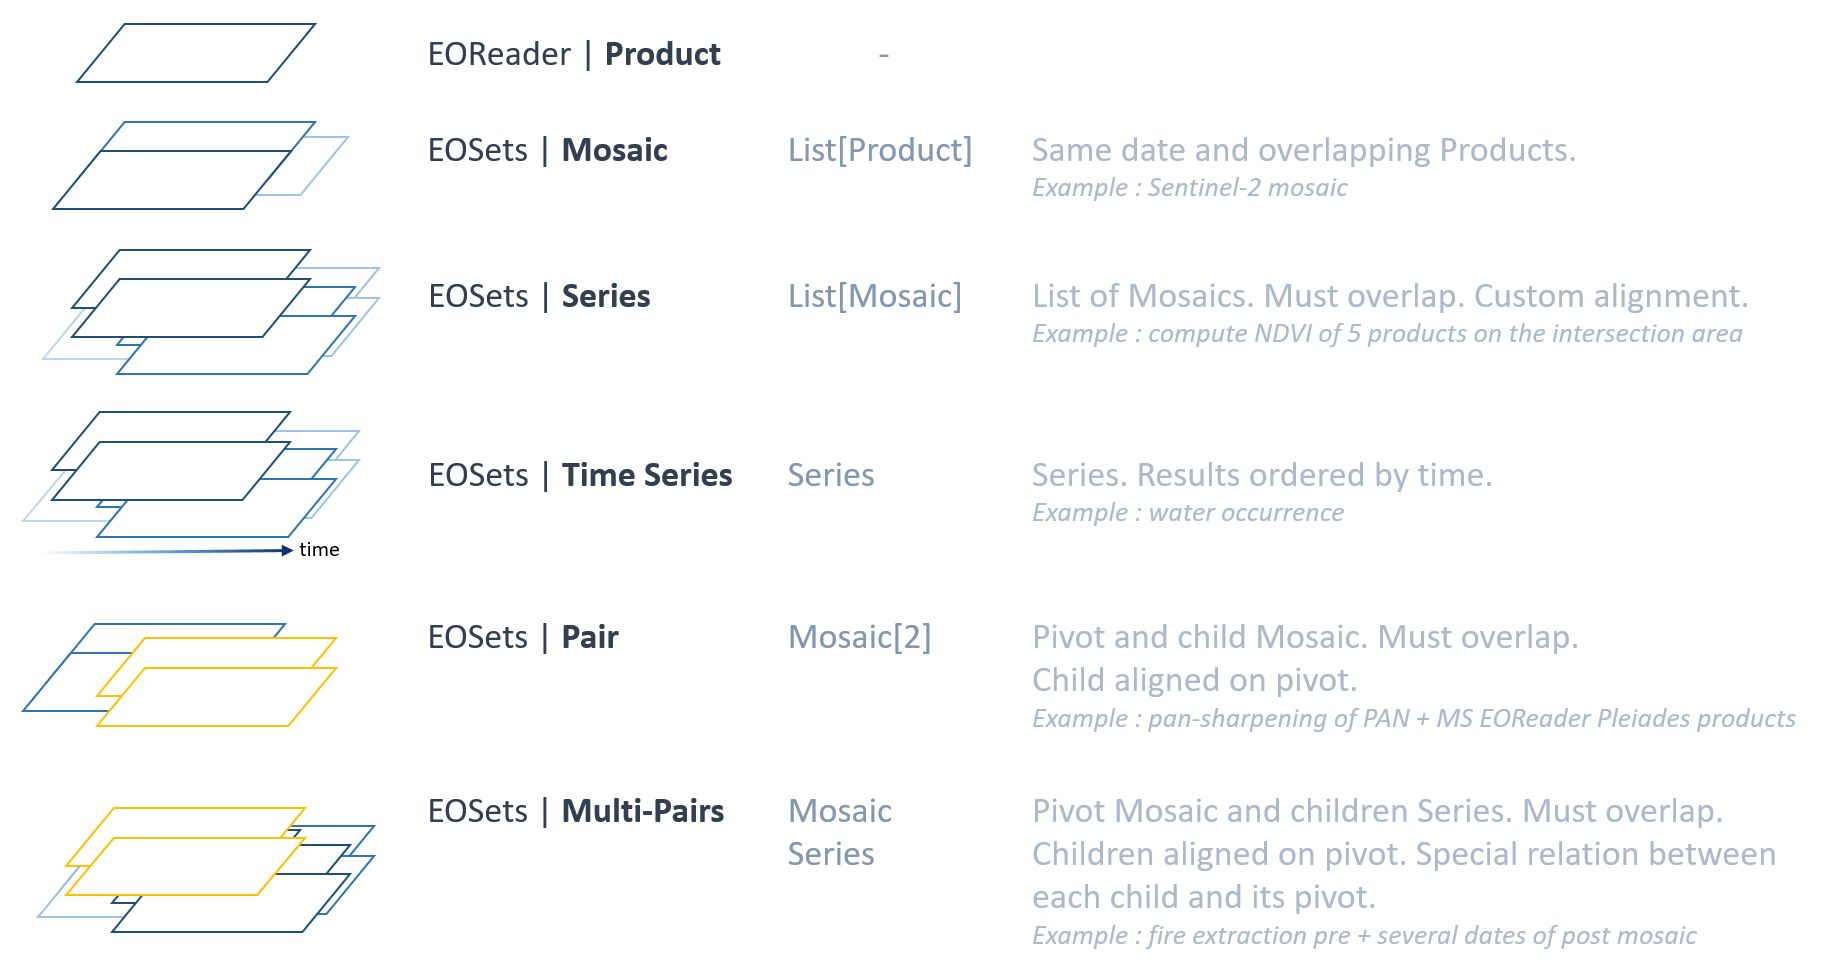 EOReader | Product -
EOSets | Mosaic List[Product] Same date and overlapping Products.
Example : Sentinel-2 mosaic
EOSets | Series List[Mosaic] List of Mosaics. Must overlap. Custom alignment.
Example : compute NDVI of 5 products on the intersection area
EOSets | Time Series Series Series. Results ordered by time.
Example : water occurrence
time
EOSets | Pair Mosaic[2] Pivot and child Mosaic. Must overlap.
Child aligned on pivot.
Example : pan-sharpening of PAN + MS EOReader Pleiades products
EOSets | Multi-Pairs Mosaic Pivot Mosaic and children Series. Must overlap.
Series Children aligned on pivot. Special relation between
each child and its pivot.
Example : fire extraction pre + several dates of post mosaic